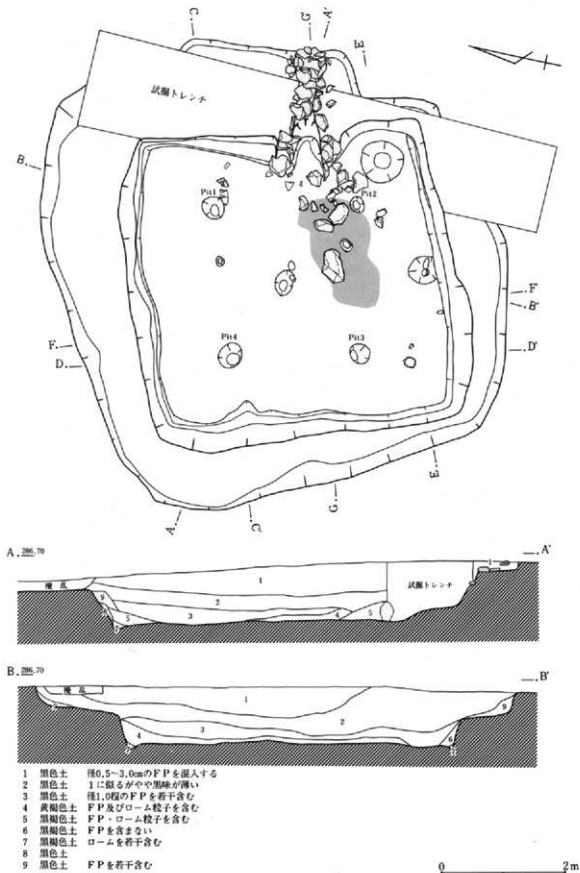 C
G
A'
E
試掘トレンチ
B
4
Pit1
Pit2
F
B'
F
D
D'
Pit4
Pit3
E
G
A
C
A 286.70
A'
攪乱
1
試掘トレンチ
1
2
9
5
3
4
5
B 286.70
B'
攪乱
1
2
3
4
9
6
1 黒色土 径0.5~3.0cmのFPを混入する
2 黒色土 1に似るがやや黒味が薄い
3 黒色土 径1.0程のFPを若干含む
4 黄褐色土 FP及びローム粒子を含む
5 黒褐色土 FP・ローム粒子を含む
6 黒褐色土 FPを含まない
7 黒褐色土 ロームを若干含む
8 黒色土
9 黒色土 FPを若干含む
0 2m